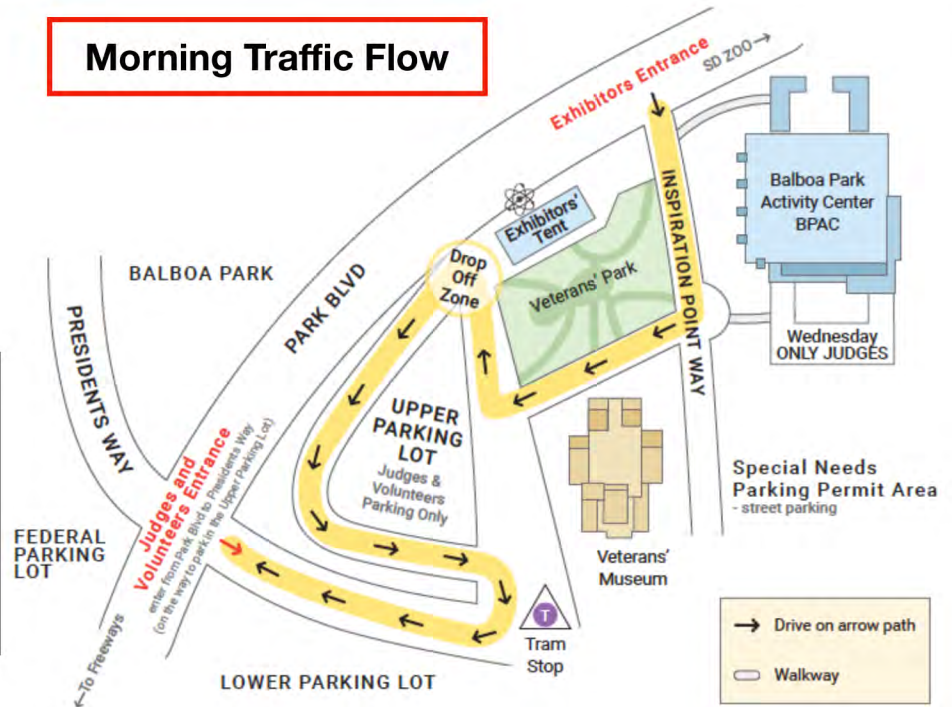 Morning Traffic Flow
Exhibitors Entrance
SD ZOO→
Balboa Park
Activity Center
BPAC
INSPIRATION POINT WAY
Exhibitors'
Tent
Drop
Off
Zone
Veterans' Park
BALBOA PARK
PARK BLVD
PRESIDENTS WAY
Wednesday
ONLY JUDGES
UPPER
PARKING
LOT
Judges &
Volunteers
Parking Only
Judges and
Volunteers Entrance
enter from Park Blvd to Presidents Way
(on the way to park in the Upper Parking Lot)
Special Needs
Parking Permit Area
- street parking
FEDERAL
PARKING
LOT
Veterans'
Museum
T
Tram
Stop
←To Freeways
LOWER PARKING LOT
→ Drive on arrow path
Walkway